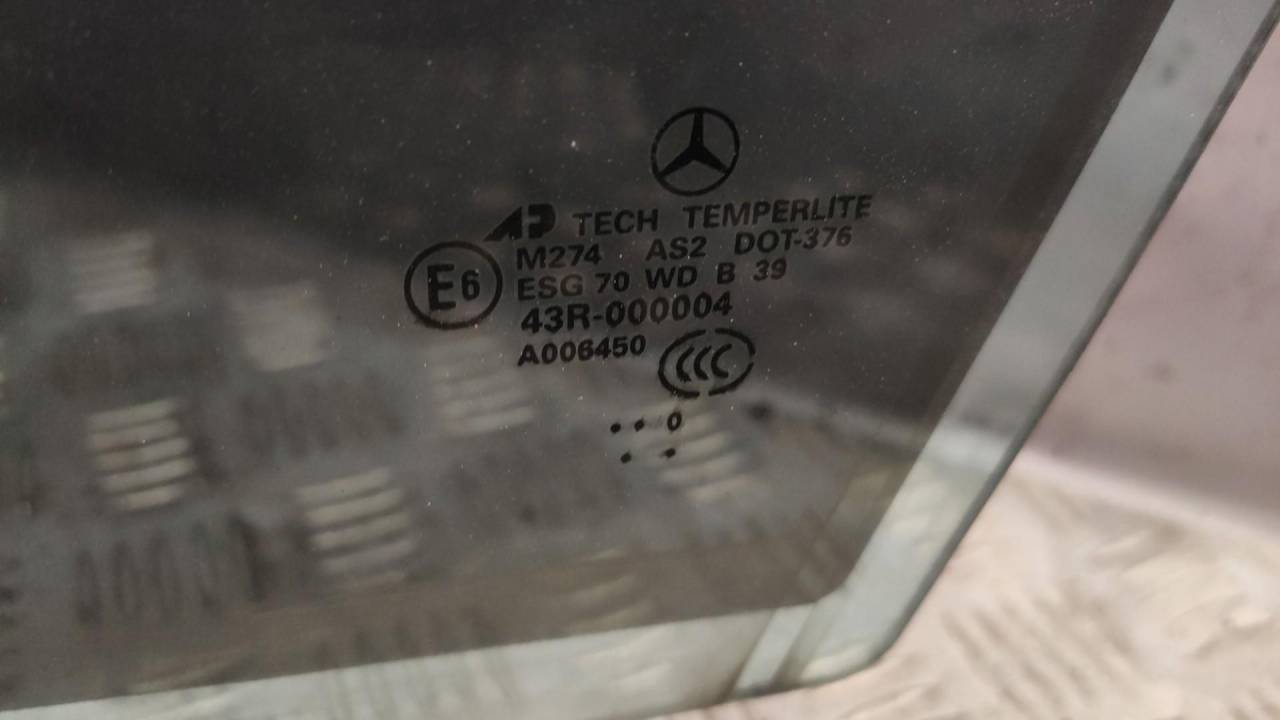 AP TECH TEMPERLITE
M274 AS2 DOT-376
E6 ESG 70 WD B 39
43R-000004
A006450 CCC
. . 0
. .